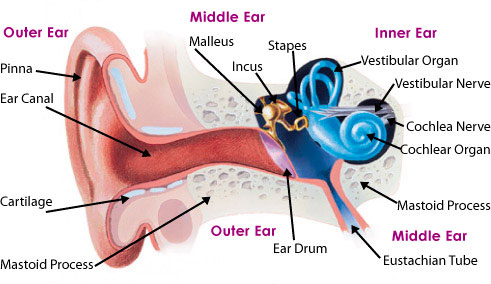 Middle Ear
Outer Ear
Inner Ear
Malleus
Stapes
Incus
Vestibular Organ
Pinna
Vestibular Nerve
Ear Canal
Cochlea Nerve
Cochlear Organ
Cartilage
Mastoid Process
Outer Ear
Middle Ear
Ear Drum
Mastoid Process
Eustachian Tube